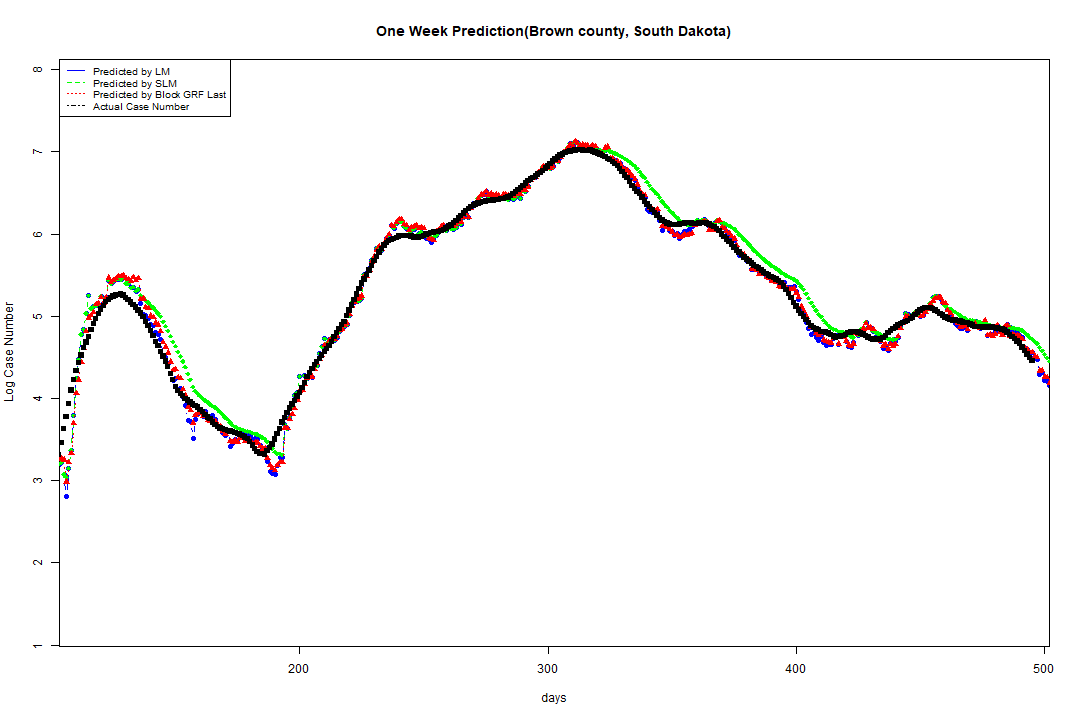 One Week Prediction(Brown county, South Dakota)
Predicted by LM
Predicted by SLM
Predicted by Block GRF Last
Actual Case Number
8
7
6
5
4
3
2
1
Log Case Number
200 300 400 500
days